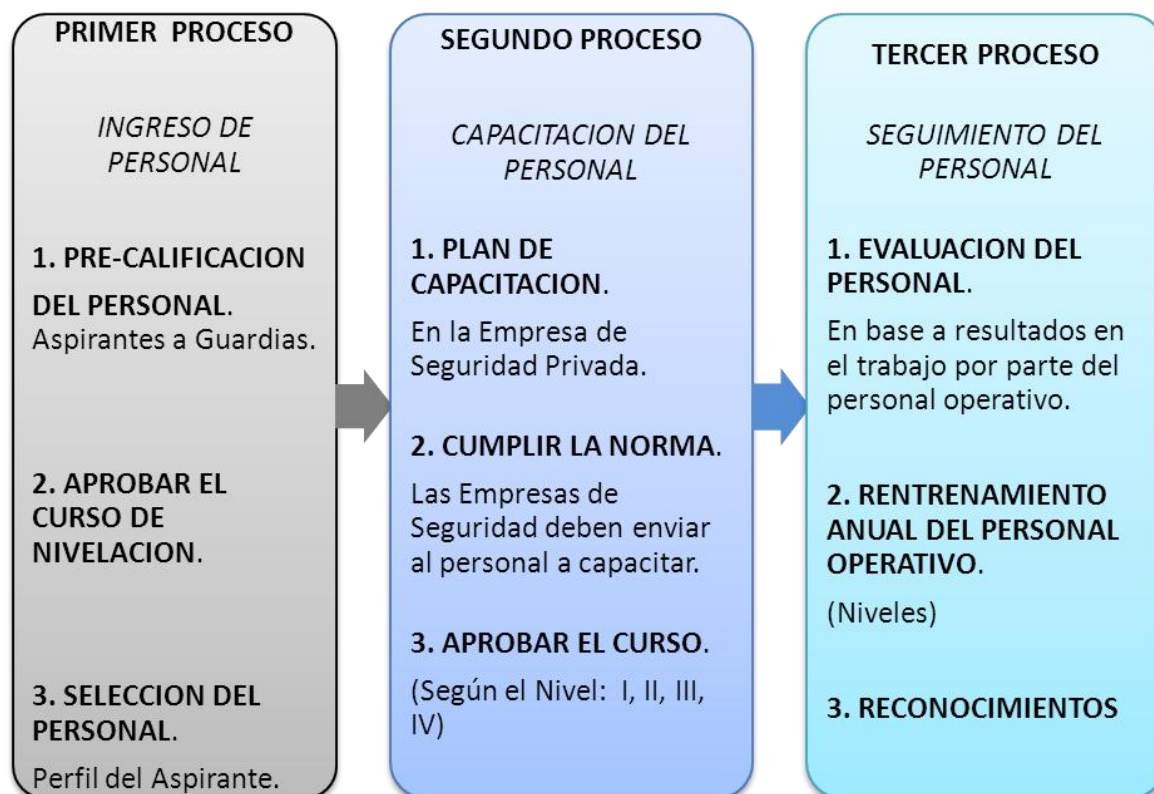 PRIMER PROCESO
INGRESO DE
PERSONAL
1. PRE-CALIFICACION
DEL PERSONAL.
Aspirantes a Guardias.
2. APROBAR EL
CURSO DE
NIVELACION.
3. SELECCION DEL
PERSONAL.
Perfil del Aspirante.
SEGUNDO PROCESO
CAPACITACION DEL
PERSONAL
1. PLAN DE
CAPACITACION.
En la Empresa de
Seguridad Privada.
2. CUMPLIR LA NORMA.
Las Empresas de
Seguridad deben enviar
al personal a capacitar.
3. APROBAR EL CURSO.
(Según el Nivel: I, II, III,
IV)
TERCER PROCESO
SEGUIMIENTO DEL
PERSONAL
1. EVALUACION DEL
PERSONAL.
En base a resultados en
el trabajo por parte del
personal operativo.
2. RENTRENAMIENTO
ANUAL DEL PERSONAL
OPERATIVO.
(Niveles)
3. RECONOCIMIENTOS